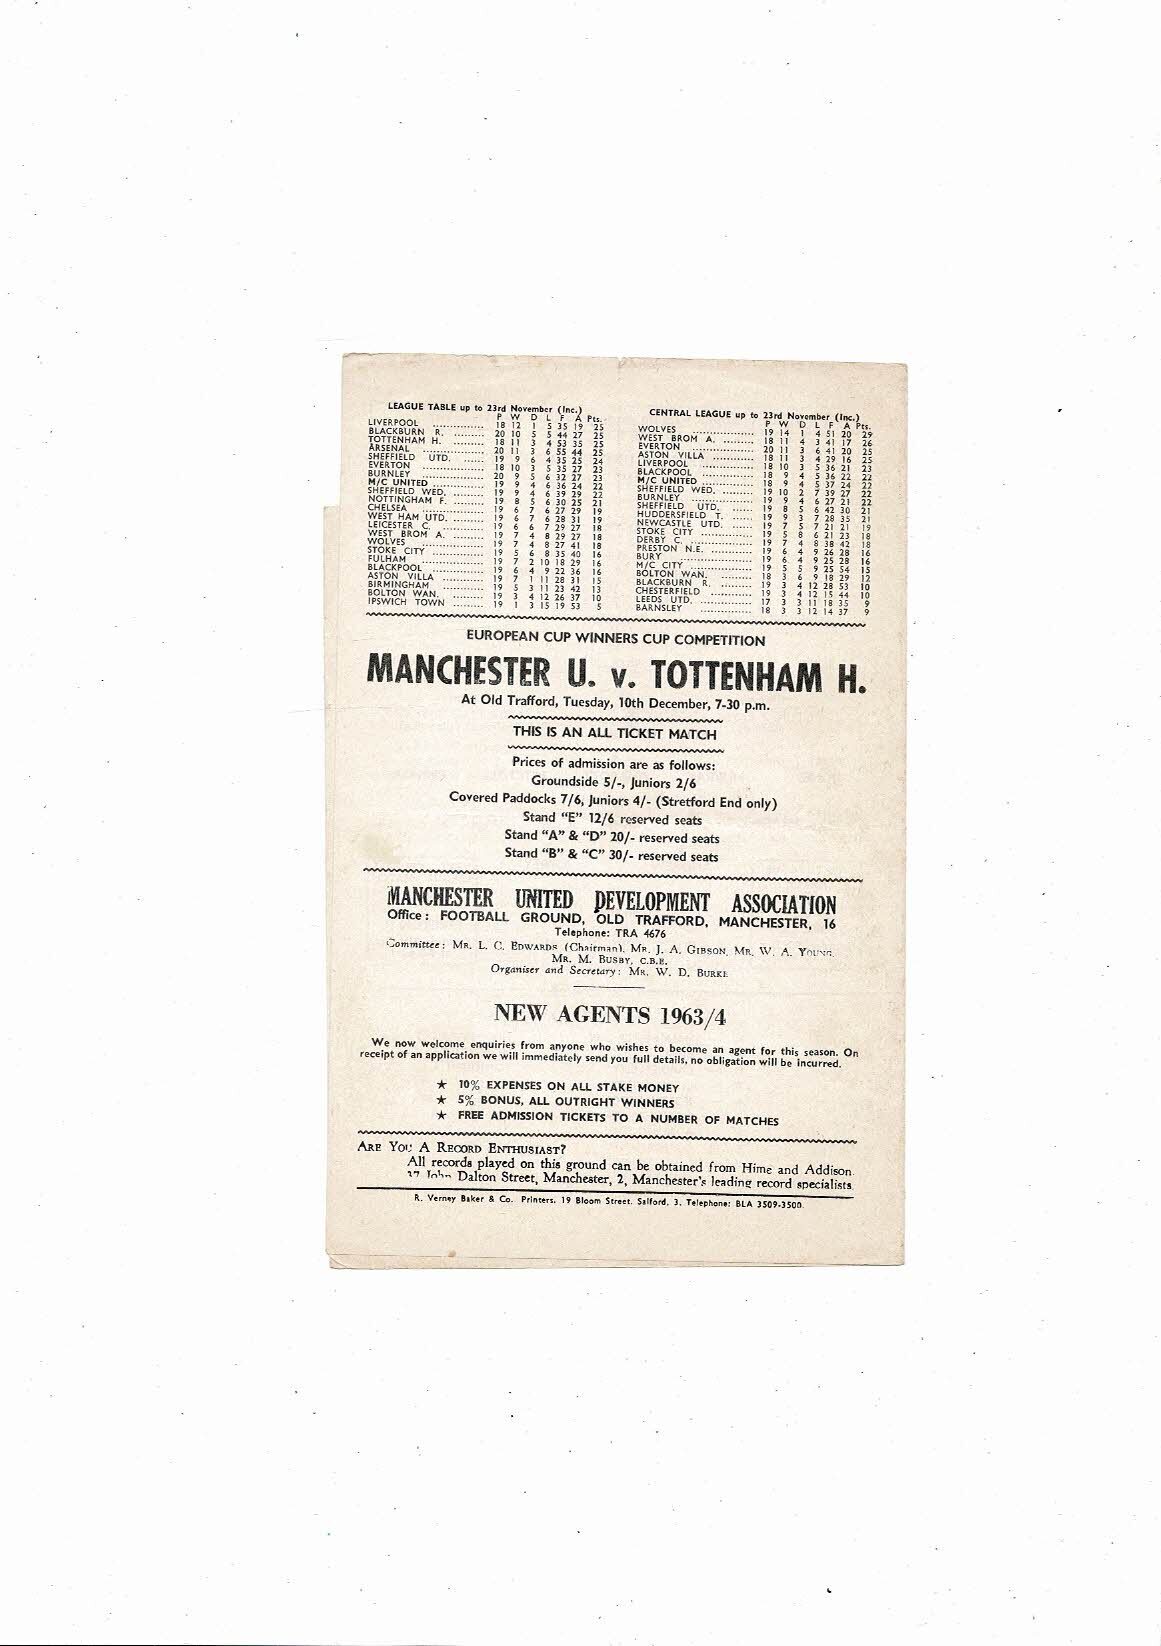 LEAGUE TABLE up to 23rd November (Inc.)
P W D L F A Pts.
LIVERPOOL .............. 18 12 1 5 35 19 25
BLACKBURN R. ......... 20 10 5 5 44 27 25
TOTTENHAM H. ......... 18 11 3 4 53 35 25
ARSENAL .............. 20 11 3 6 55 44 25
SHEFFIELD UTD. ...... 19 9 6 4 35 25 24
EVERTON .............. 18 10 3 5 35 27 23
BURNLEY .............. 20 9 5 6 32 27 23
M/C UNITED ............ 19 9 4 6 36 24 22
SHEFFIELD WED. ......... 19 9 4 6 39 29 22
NOTTINGHAM F. ......... 19 8 5 6 30 25 21
CHELSEA .............. 19 6 7 6 27 29 19
WEST HAM UTD. ......... 19 6 7 6 28 31 19
LEICESTER C. ......... 19 6 6 7 29 27 18
WEST BROM A. ......... 19 7 4 8 29 27 18
WOLVES .............. 19 7 4 8 27 41 18
STOKE CITY ............ 19 5 6 8 35 40 16
FULHAM .............. 19 7 2 10 18 29 16
BLACKPOOL ............ 19 6 4 9 22 36 16
ASTON VILLA ............ 19 7 1 11 28 31 15
BIRMINGHAM ............ 19 5 3 11 23 42 13
BOLTON WAN. ......... 19 3 4 12 26 37 10
IPSWICH TOWN ......... 19 1 3 15 19 53 5
CENTRAL LEAGUE up to 23rd November (Inc.)
P W D L F A Pts.
WOLVES .............. 19 14 1 4 51 20 29
WEST BROM A. ......... 18 11 4 3 41 17 26
EVERTON .............. 20 11 3 6 41 20 25
ASTON VILLA ............ 18 11 3 4 29 16 25
LIVERPOOL .............. 18 10 3 5 36 21 23
BLACKPOOL .............. 18 9 4 5 36 22 22
M/C UNITED ............ 18 9 4 5 37 24 22
SHEFFIELD WED. ......... 19 10 2 7 39 27 22
BURNLEY .............. 19 9 4 6 27 21 22
SHEFFIELD UTD. ...... 19 8 5 6 42 30 21
HUDDERSFIELD T. ...... 19 9 3 7 28 35 21
NEWCASTLE UTD. ...... 19 7 5 7 21 21 19
STOKE CITY ............ 19 5 8 6 21 23 18
DERBY C. .............. 19 7 4 8 38 42 18
PRESTON N.E. ............ 19 6 4 9 26 28 16
BURY .............. 19 6 4 9 25 28 16
M/C CITY .............. 19 5 5 9 25 54 15
BOLTON WAN. ......... 18 3 6 9 18 29 12
BLACKBURN R. ......... 19 3 4 12 28 53 10
CHESTERFIELD ............ 19 3 4 12 15 44 10
LEEDS UTD. .............. 17 3 3 11 18 35 9
BARNSLEY .............. 18 3 3 12 14 37 9
EUROPEAN CUP WINNERS CUP COMPETITION
MANCHESTER U. v. TOTTENHAM H.
At Old Trafford, Tuesday, 10th December, 7-30 p.m.
THIS IS AN ALL TICKET MATCH
Prices of admission are as follows:
Groundside 5/-, Juniors 2/6
Covered Paddocks 7/6, Juniors 4/- (Stretford End only)
Stand "E" 12/6 reserved seats
Stand "A" & "D" 20/- reserved seats
Stand "B" & "C" 30/- reserved seats
MANCHESTER UNITED DEVELOPMENT ASSOCIATION
Office: FOOTBALL GROUND, OLD TRAFFORD, MANCHESTER, 16
Telephone: TRA 4676
Committee: MR. L. C. EDWARDS (Chairman), MR. J. A. GIBSON, MR. W. A. YOUNG,
MR. M. BUSBY, C.B.E.
Organiser and Secretary: MR. W. D. BURKE
NEW AGENTS 1963/4
We now welcome enquiries from anyone who wishes to become an agent for this season. On
receipt of an application we will immediately send you full details, no obligation will be incurred.
★ 10% EXPENSES ON ALL STAKE MONEY
★ 5% BONUS, ALL OUTRIGHT WINNERS
★ FREE ADMISSION TICKETS TO A NUMBER OF MATCHES
ARE YOU A RECORD ENTHUSIAST?
All records played on this ground can be obtained from Hime and Addison
John Dalton Street, Manchester, 2, Manchester's leading record specialists
R. Verney Baker & Co. Printers, 19 Bloom Street, Salford, 3. Telephone: BLA 3509-3500.